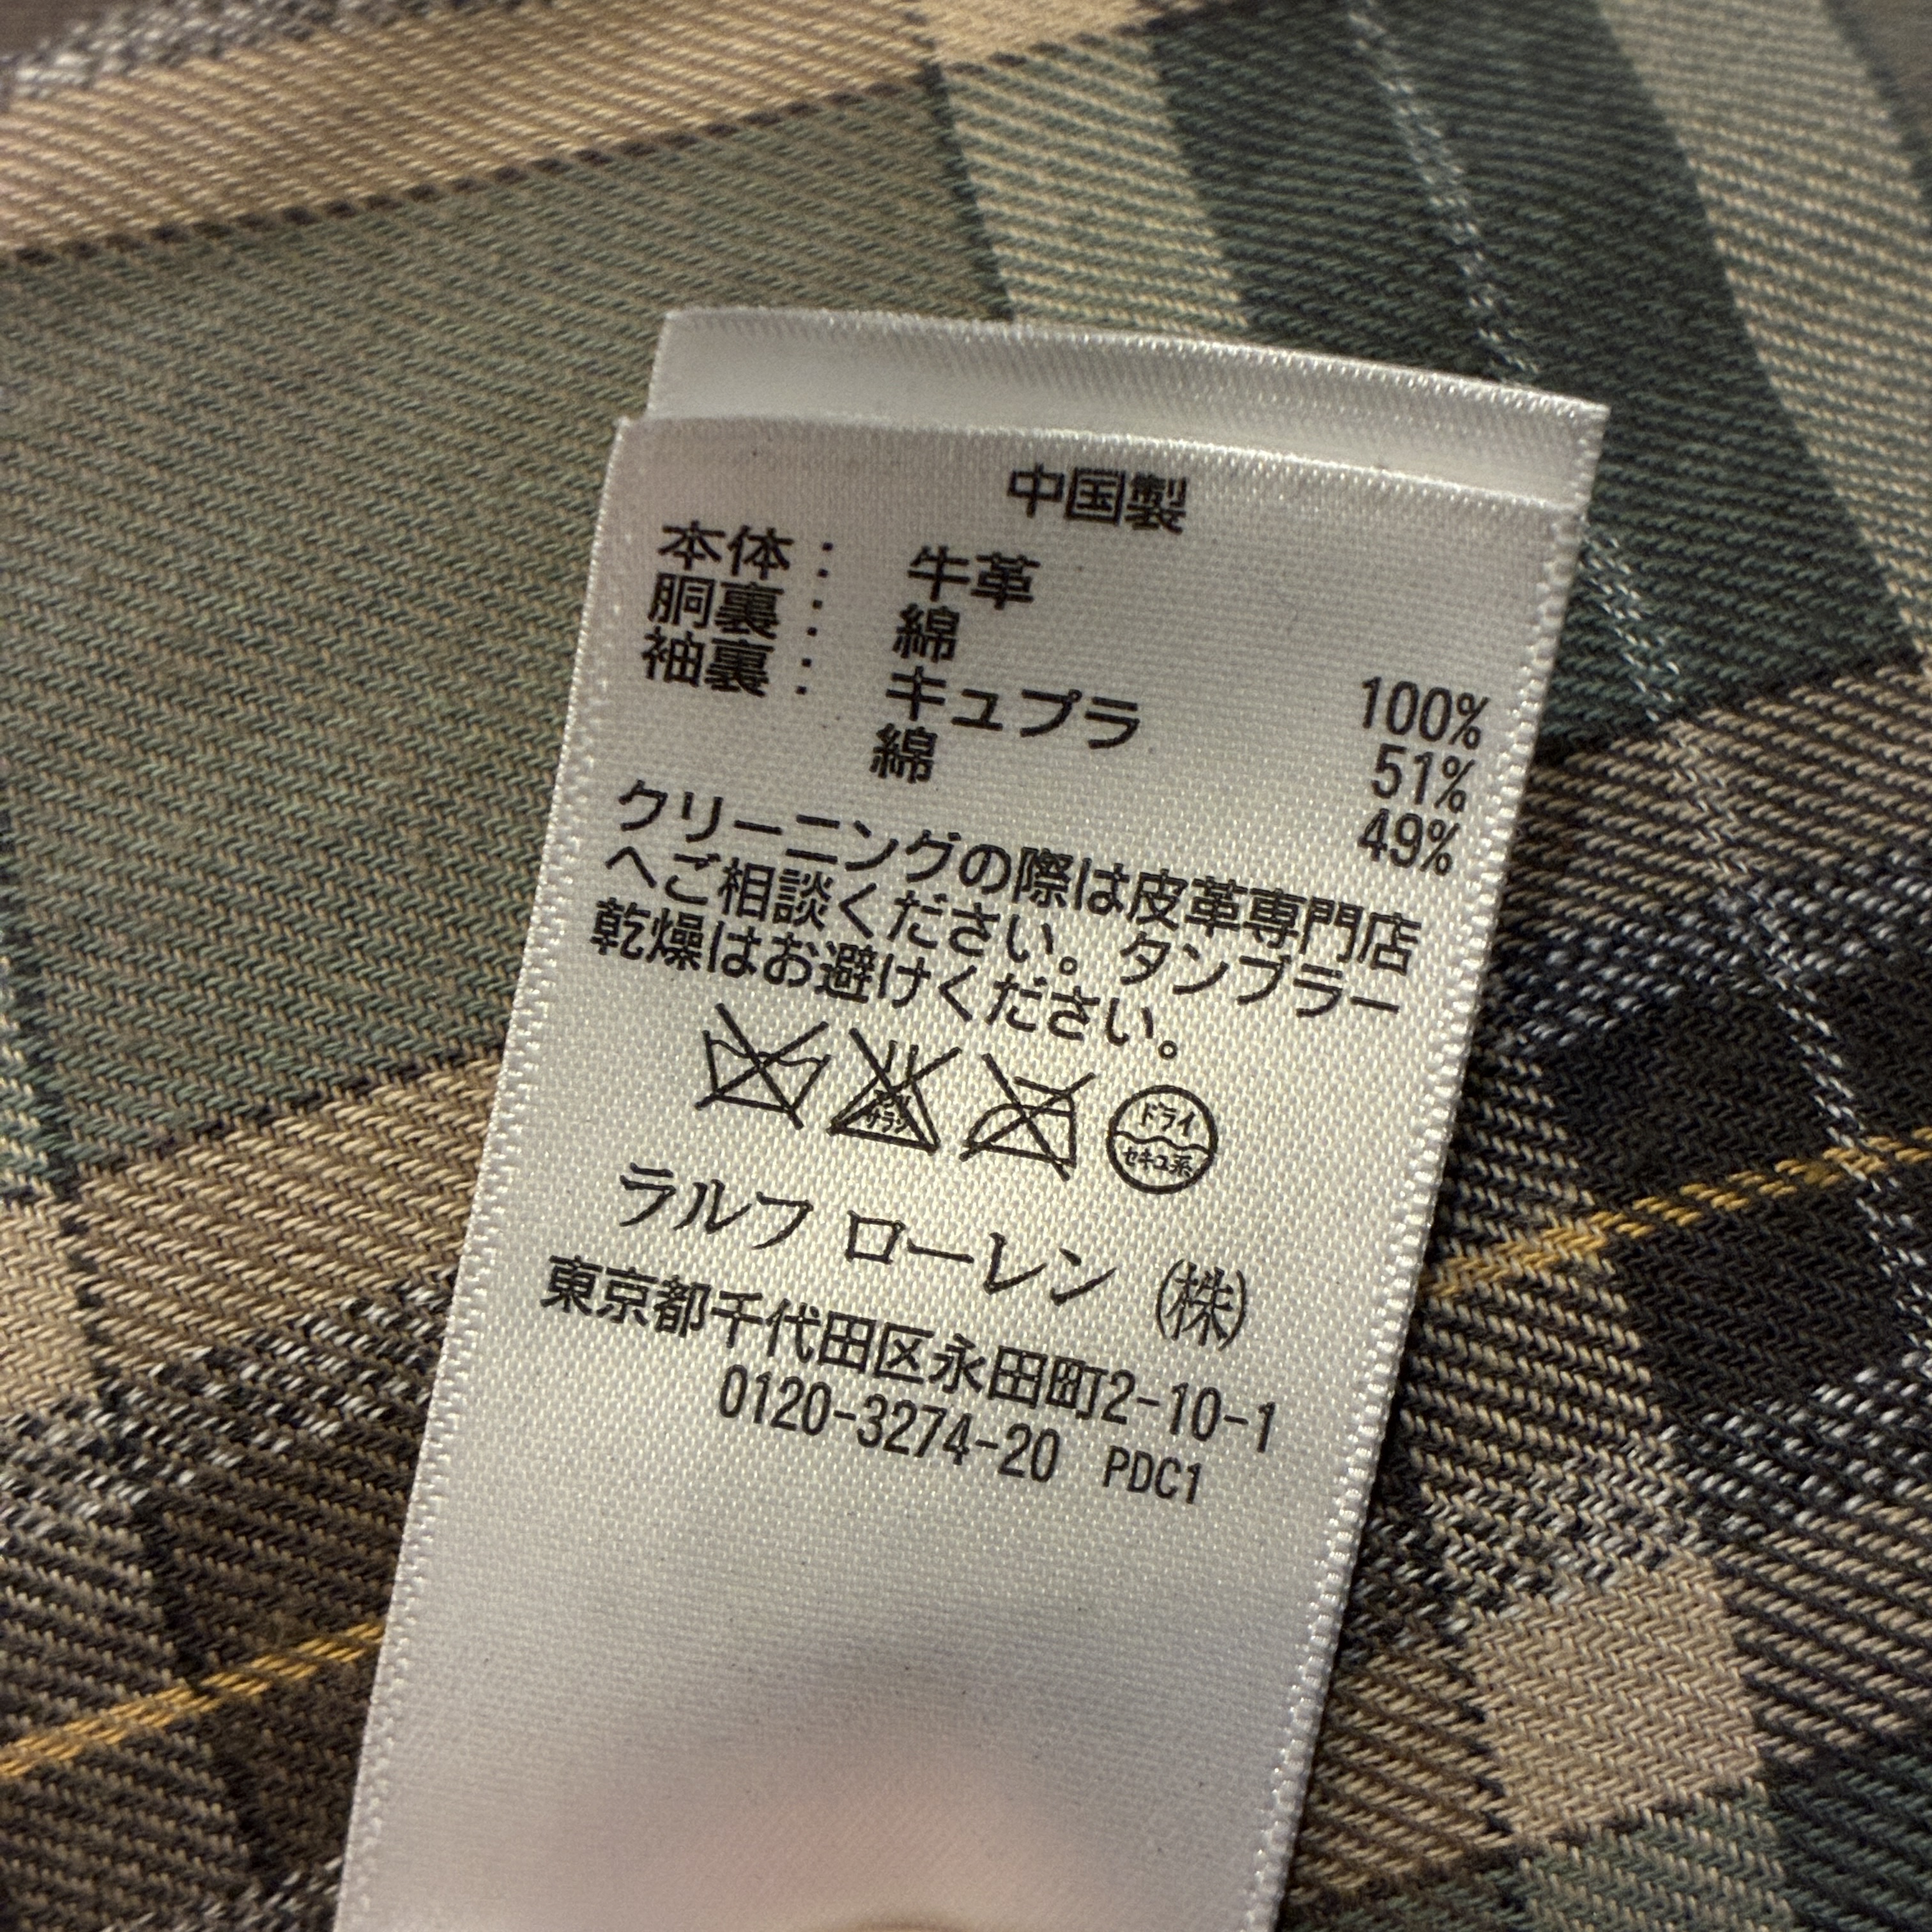 中国製
本体： 牛革
胴裏： 綿 100%
袖裏： キュプラ 51%
綿 49%
クリーニングの際は皮革専門店
へご相談ください。タンブラー
乾燥はお避けください。
サラシ
ドライ
セキユ系
ラルフ ローレン ㈱
東京都千代田区永田町2-10-1
0120-3274-20 PDC1